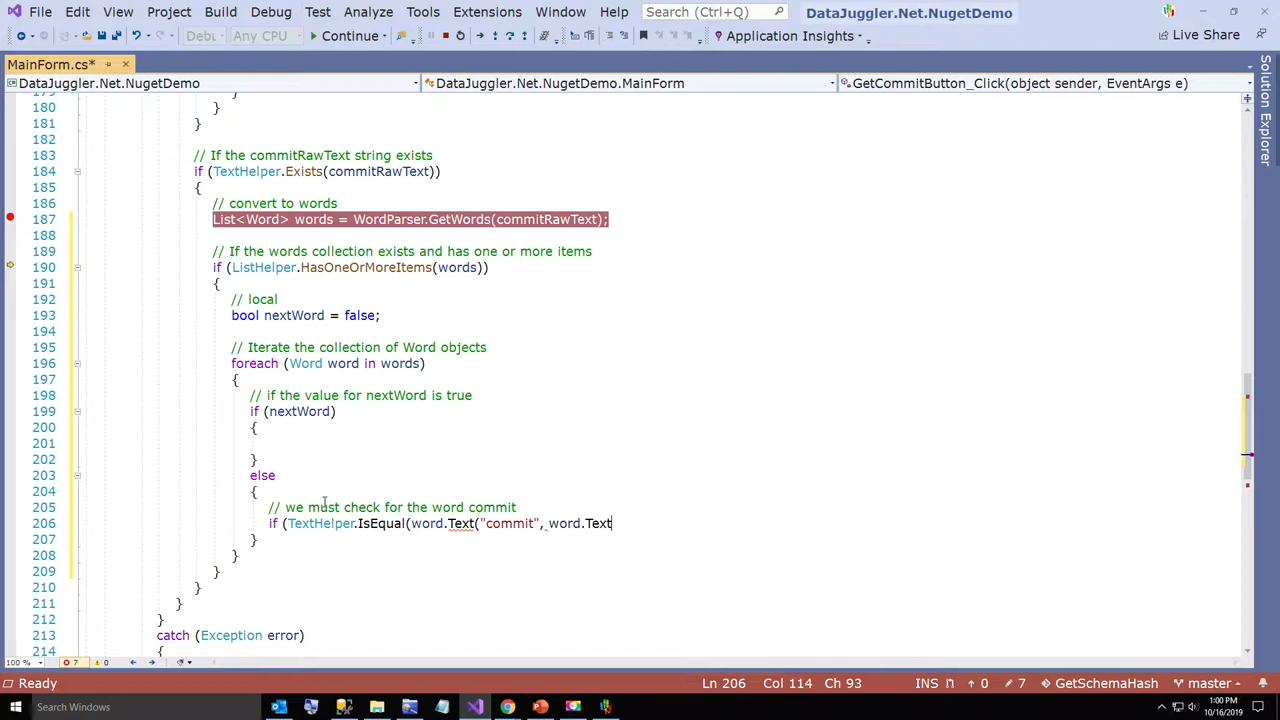 File Edit View Project Build Debug Test Analyze Tools Extensions Window Help Search (Ctrl+Q) DataJuggler.Net.NugetDemo
Debu Any CPU Continue Application Insights Live Share
MainForm.cs*
DataJuggler.Net.NugetDemo DataJuggler.Net.NugetDemo.MainForm GetCommitButton_Click(object sender, EventArgs e)
Solution Explorer
179 }
180 }
181 }
182
183 // If the commitRawText string exists
184 if (TextHelper.Exists(commitRawText))
185 {
186 // convert to words
187 List<Word> words = WordParser.GetWords(commitRawText);
188
189 // If the words collection exists and has one or more items
190 if (ListHelper.HasOneOrMoreItems(words))
191 {
192 // local
193 bool nextWord = false;
194
195 // Iterate the collection of Word objects
196 foreach (Word word in words)
197 {
198 // if the value for nextWord is true
199 if (nextWord)
200 {
201
202 }
203 else
204 {
205 // we must check for the word commit
206 if (TextHelper.IsEqual(word.Text("commit", word.Text
207 }
208 }
209 }
210 }
211 }
212 }
213 catch (Exception error)
214 {
100 % 7 0
Ready Ln 206 Col 114 Ch 93 INS 0 7 GetSchemaHash master
Search Windows 1:00 PM
10/16/2019